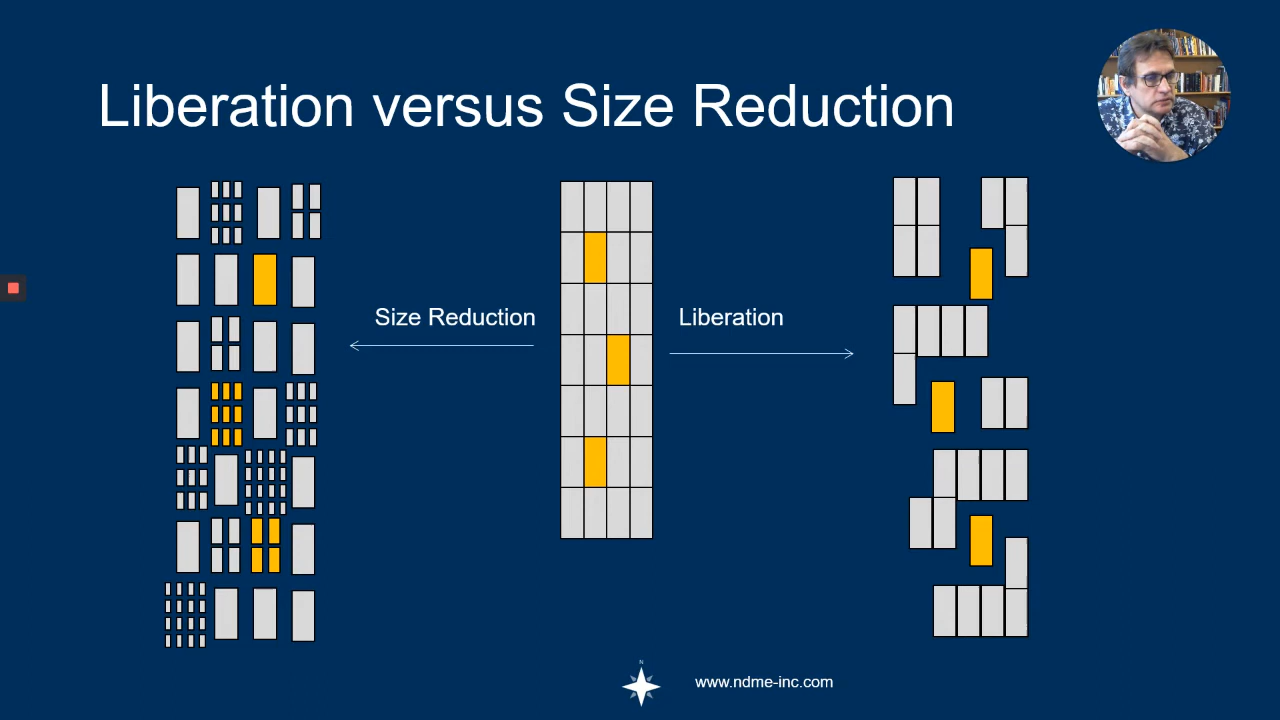 Liberation versus Size Reduction
Size Reduction
Liberation
N
www.ndme-inc.com